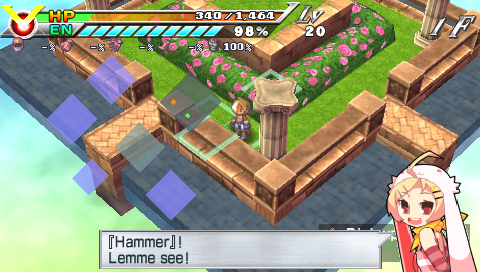 HP 340/1,464 Lv
EN 98% 20
1F
-% -% -% -% -% 100%
『Hammer』!
Lemme see!